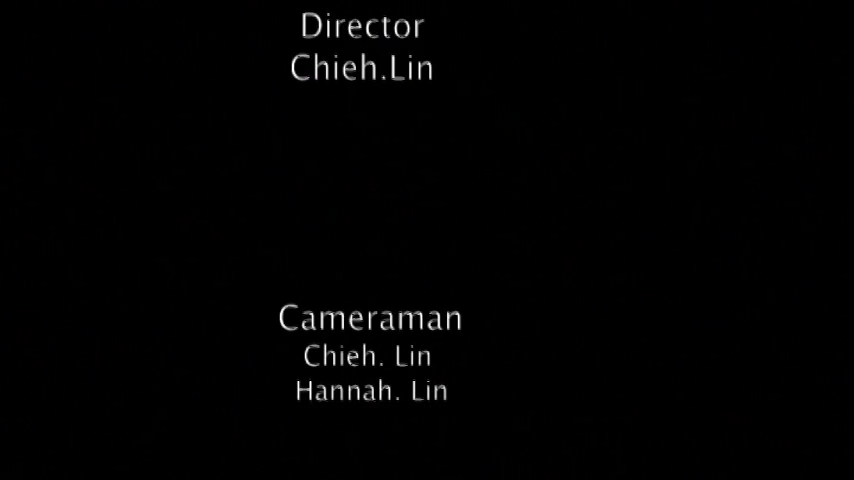 Director
Chieh.Lin
Cameraman
Chieh. Lin
Hannah. Lin